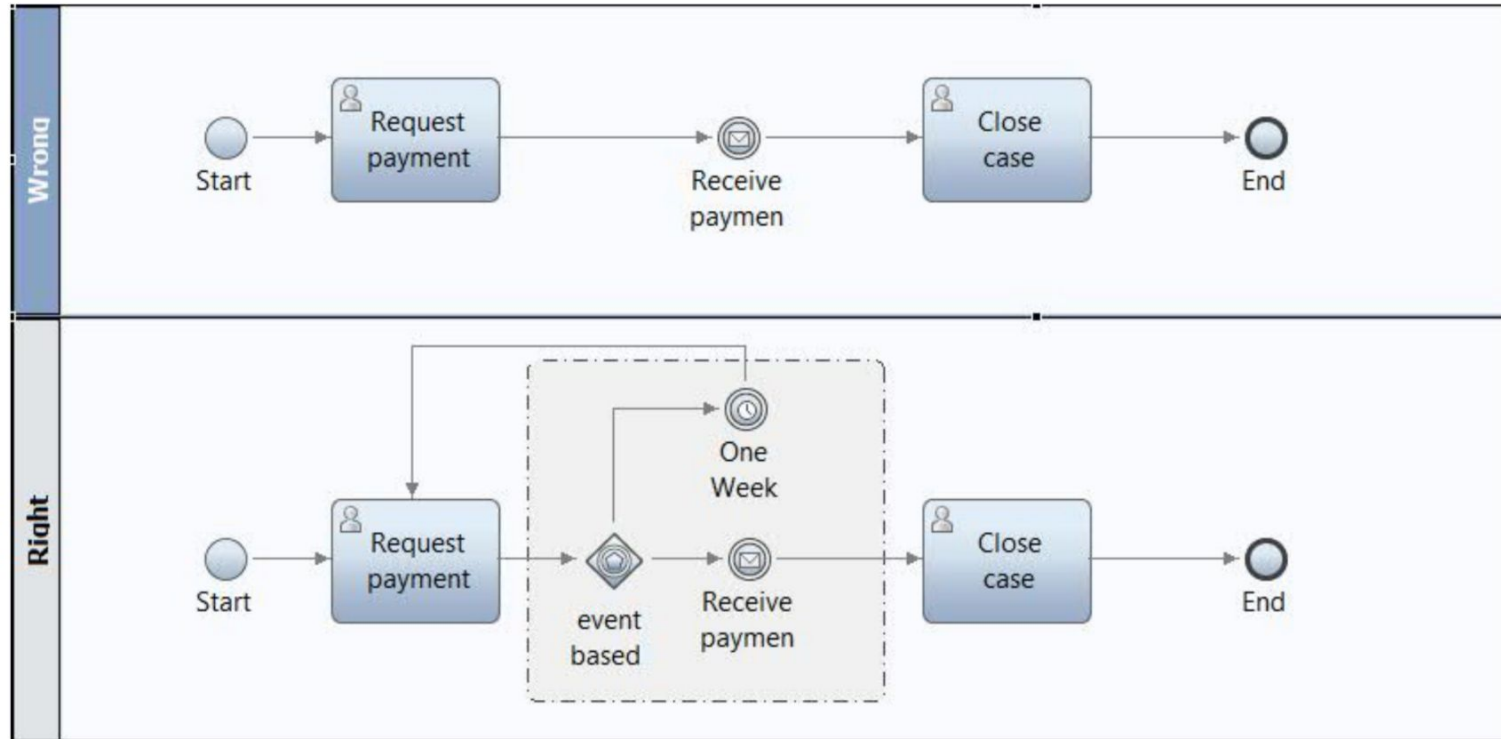 Wrong
Request
payment
Start
Receive
paymen
Close
case
End
Right
One
Week
Request
payment
Start
event
based
Receive
paymen
Close
case
End